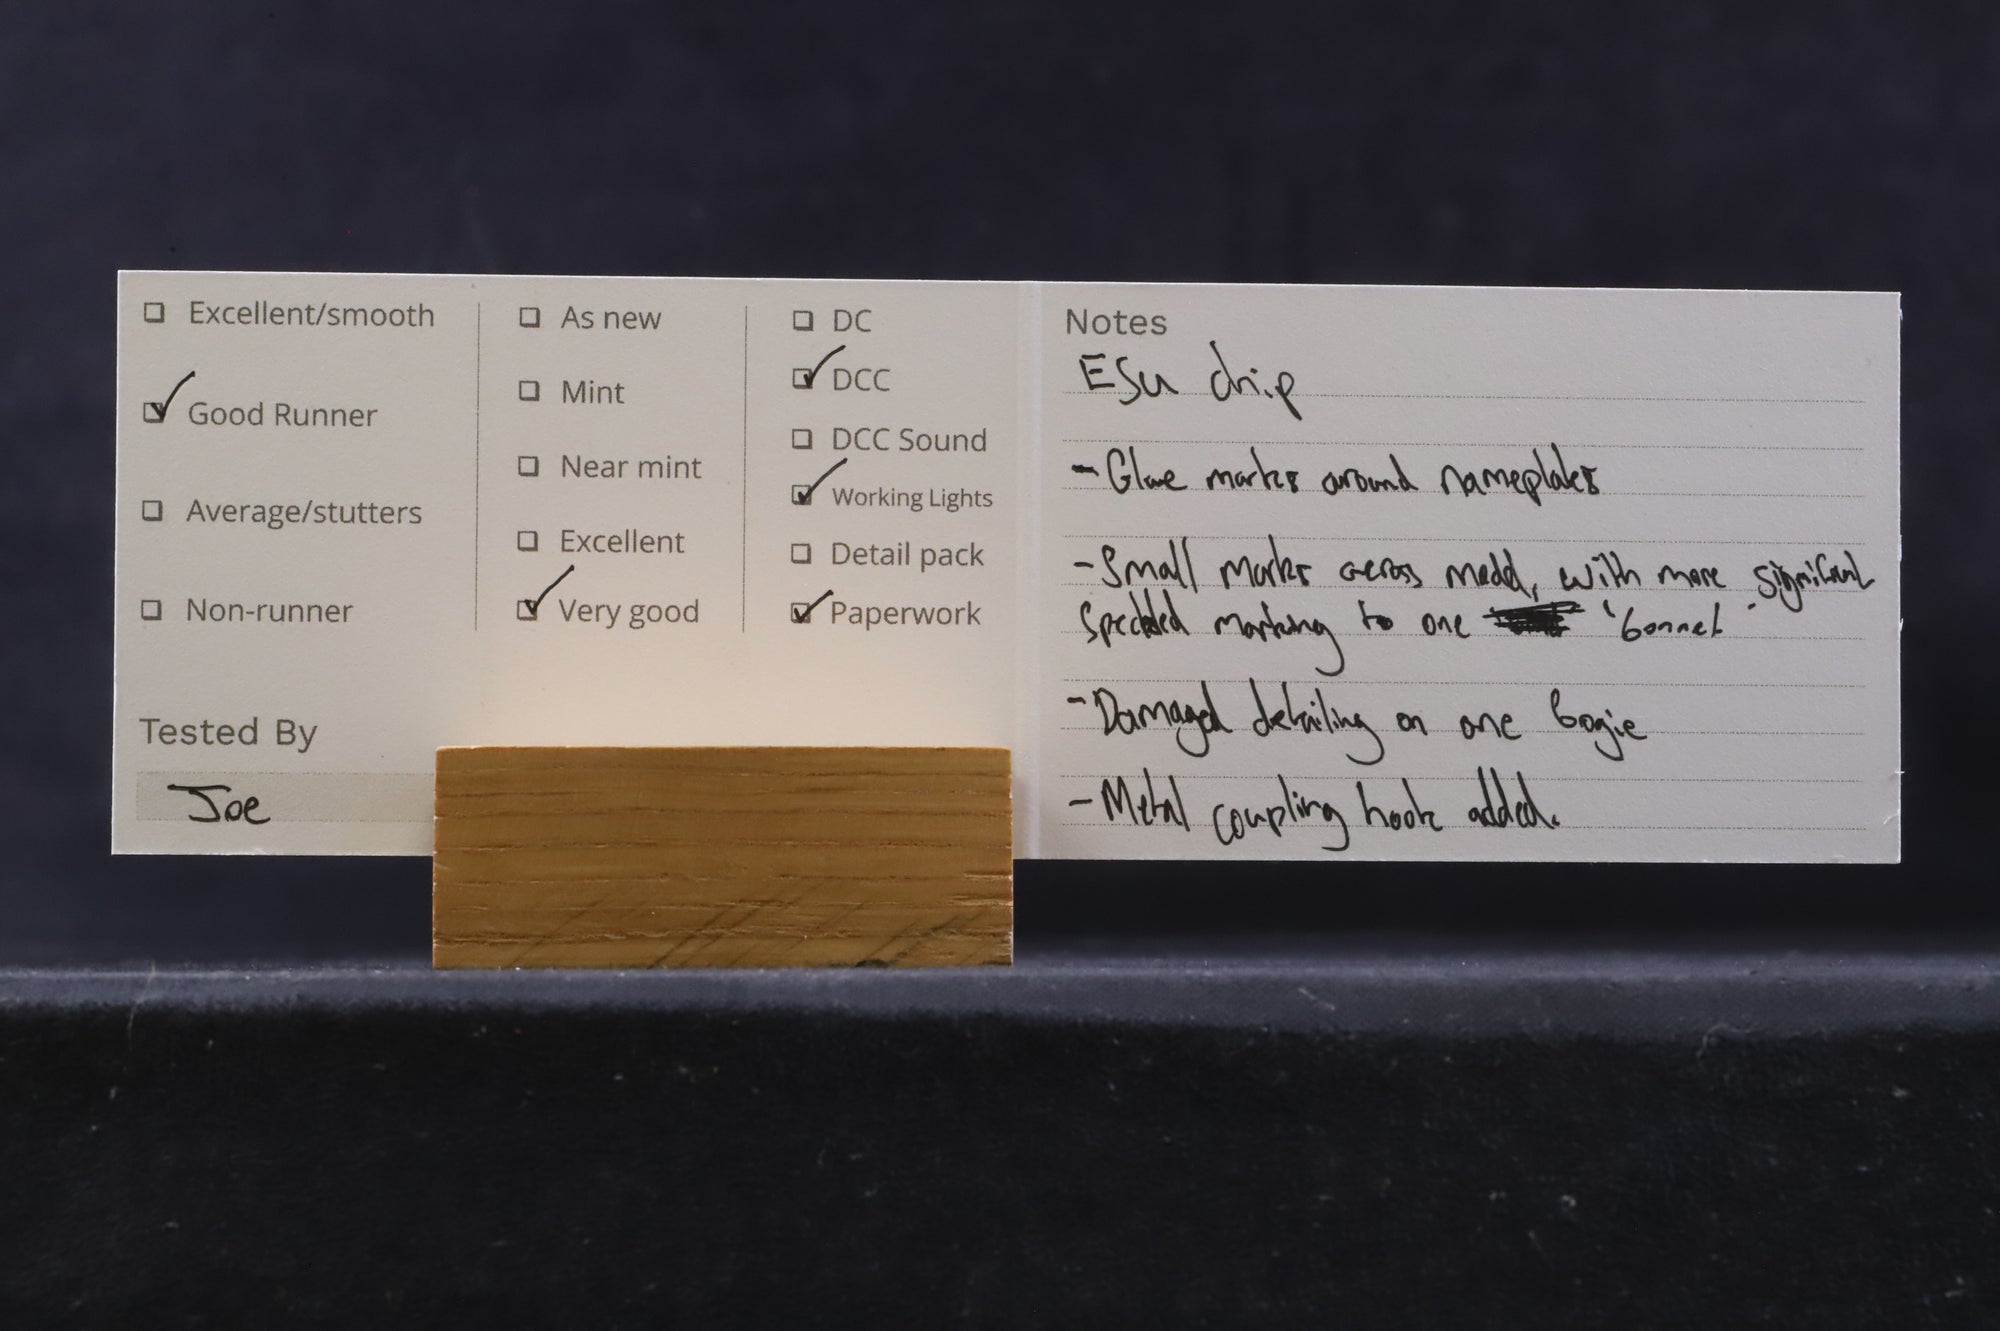 Excellent/smooth
Good Runner
Average/stutters
Non-runner
Tested By
Joe
As new
Mint
Near mint
Excellent
Very good
DC
DCC
DCC Sound
Working Lights
Detail pack
Paperwork
Notes
ESU chip
- Glue marks around nameplates
- Small marks across model, with more significant
speckled marking to one 'bonnet'
- Damaged detailing on one bogie
- Metal coupling hook added.